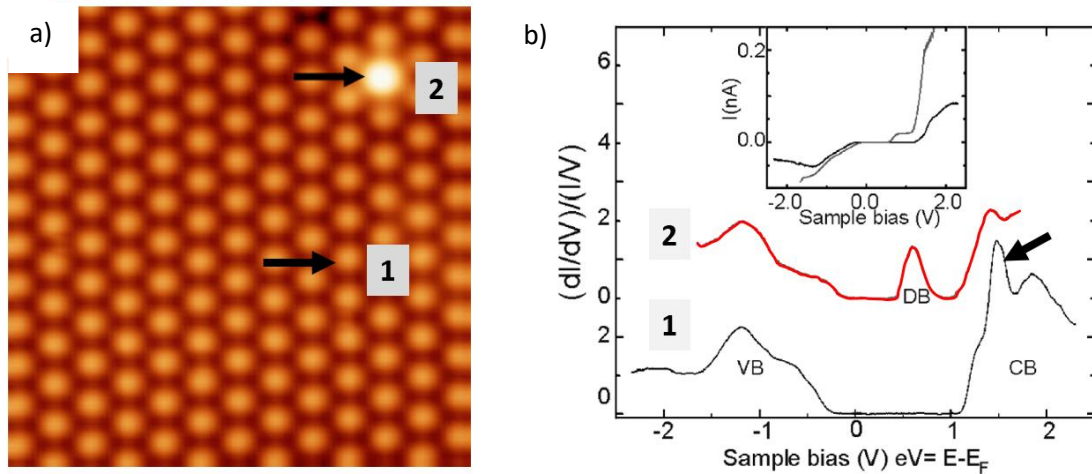 a)
2
1
b)
(dI/dV)/(I/V)
6
4
2
0
2
0
I(nA)
0.2
0.0
-2.0 0.0 2.0
Sample bias (V)
2
DB
1
VB
CB
-2 -1 0 1 2
Sample bias (V) eV= E-E_F